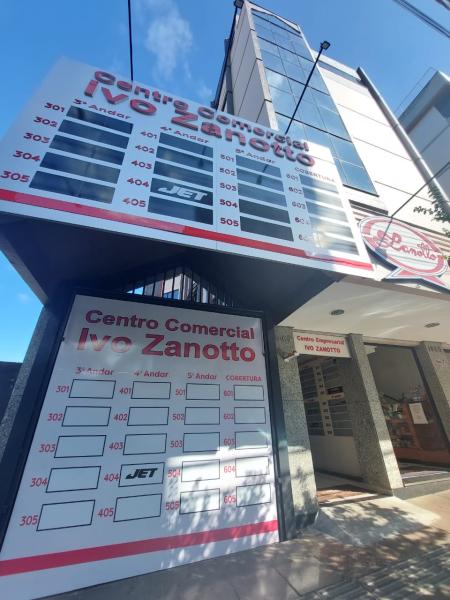 Centro Comercial
Ivo Zanotto
3º Andar 4º Andar 5º Andar COBERTURA
301 401 501
302 402 502 602
303 403 503 603
304 404 JET 504
305 405 505
Zanotto
Centro Empresarial
IVO ZANOTTO
Centro Comercial
Ivo Zanotto
3º Andar 4º Andar 5º Andar COBERTURA
301 401 501 601
302 402 502 602
303 403 503 603
304 404 JET 504 604
305 405 505 605